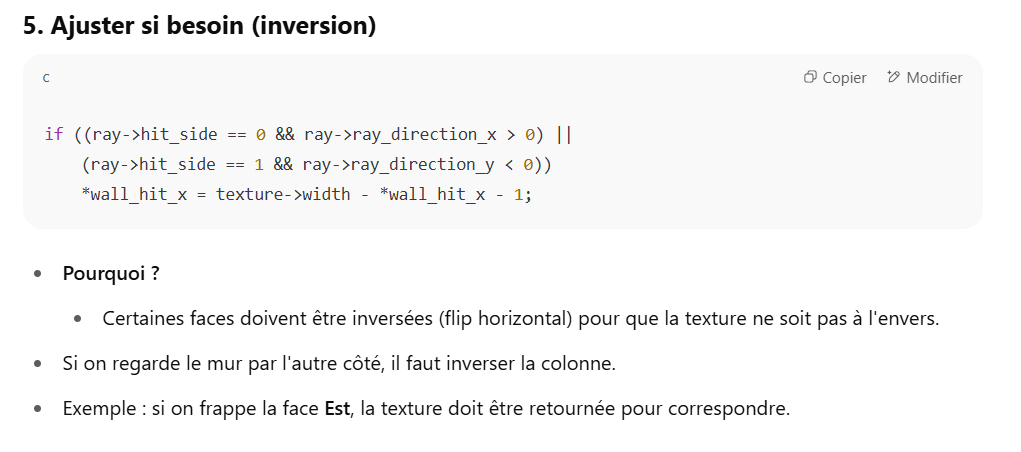 5. Ajuster si besoin (inversion)
c
Copier
Modifier
if ((ray->hit_side == 0 && ray->ray_direction_x > 0) ||
    (ray->hit_side == 1 && ray->ray_direction_y < 0))
    *wall_hit_x = texture->width - *wall_hit_x - 1;
• Pourquoi ?
• Certaines faces doivent être inversées (flip horizontal) pour que la texture ne soit pas à l'envers.
• Si on regarde le mur par l'autre côté, il faut inverser la colonne.
• Exemple : si on frappe la face Est, la texture doit être retournée pour correspondre.